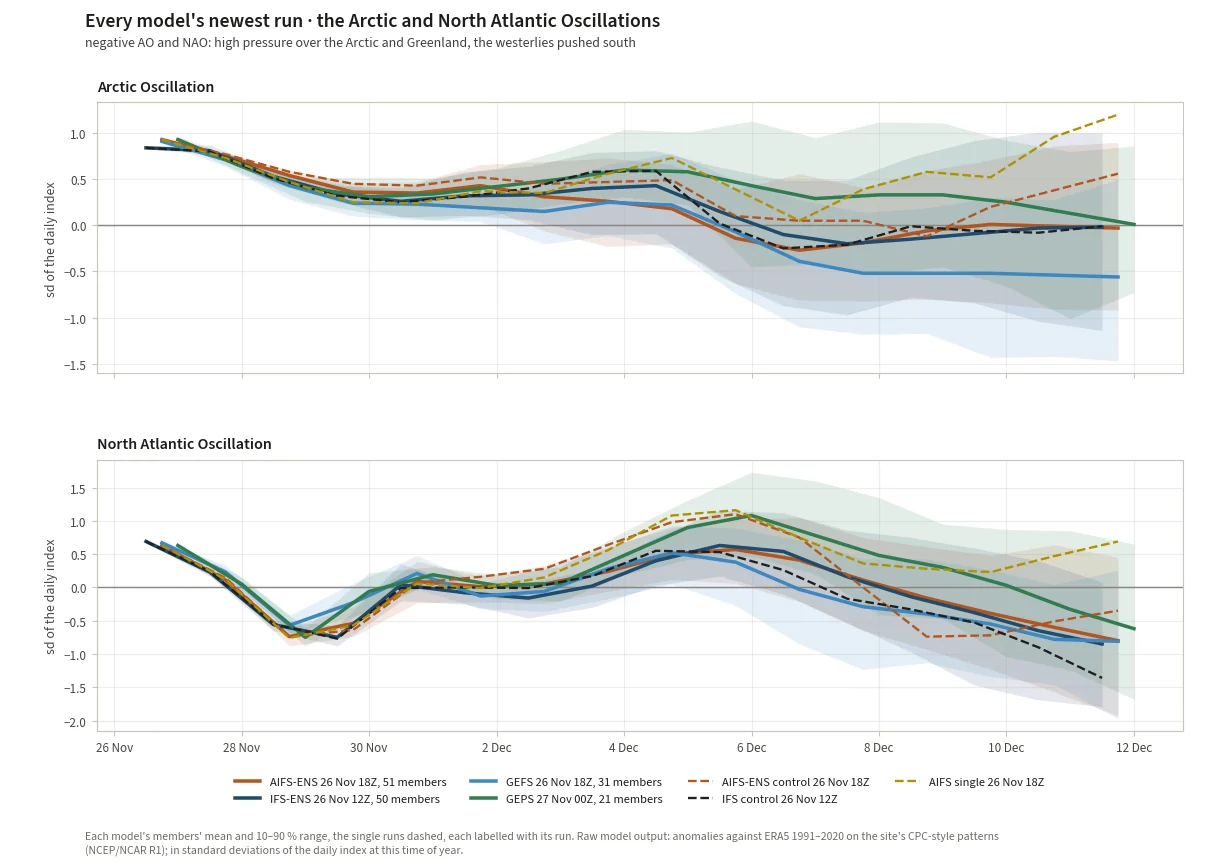 Every model's newest run · the Arctic and North Atlantic Oscillations
negative AO and NAO: high pressure over the Arctic and Greenland, the westerlies pushed south
Arctic Oscillation
sd of the daily index
1.0
0.5
0.0
−0.5
−1.0
−1.5
North Atlantic Oscillation
sd of the daily index
1.5
1.0
0.5
0.0
−0.5
−1.0
−1.5
−2.0
26 Nov 28 Nov 30 Nov 2 Dec 4 Dec 6 Dec 8 Dec 10 Dec 12 Dec
AIFS-ENS 26 Nov 18Z, 51 members GEFS 26 Nov 18Z, 31 members AIFS-ENS control 26 Nov 18Z AIFS single 26 Nov 18Z
IFS-ENS 26 Nov 12Z, 50 members GEPS 27 Nov 00Z, 21 members IFS control 26 Nov 12Z
Each model's members' mean and 10–90 % range, the single runs dashed, each labelled with its run. Raw model output: anomalies against ERA5 1991–2020 on the site's CPC-style patterns
(NCEP/NCAR R1); in standard deviations of the daily index at this time of year.